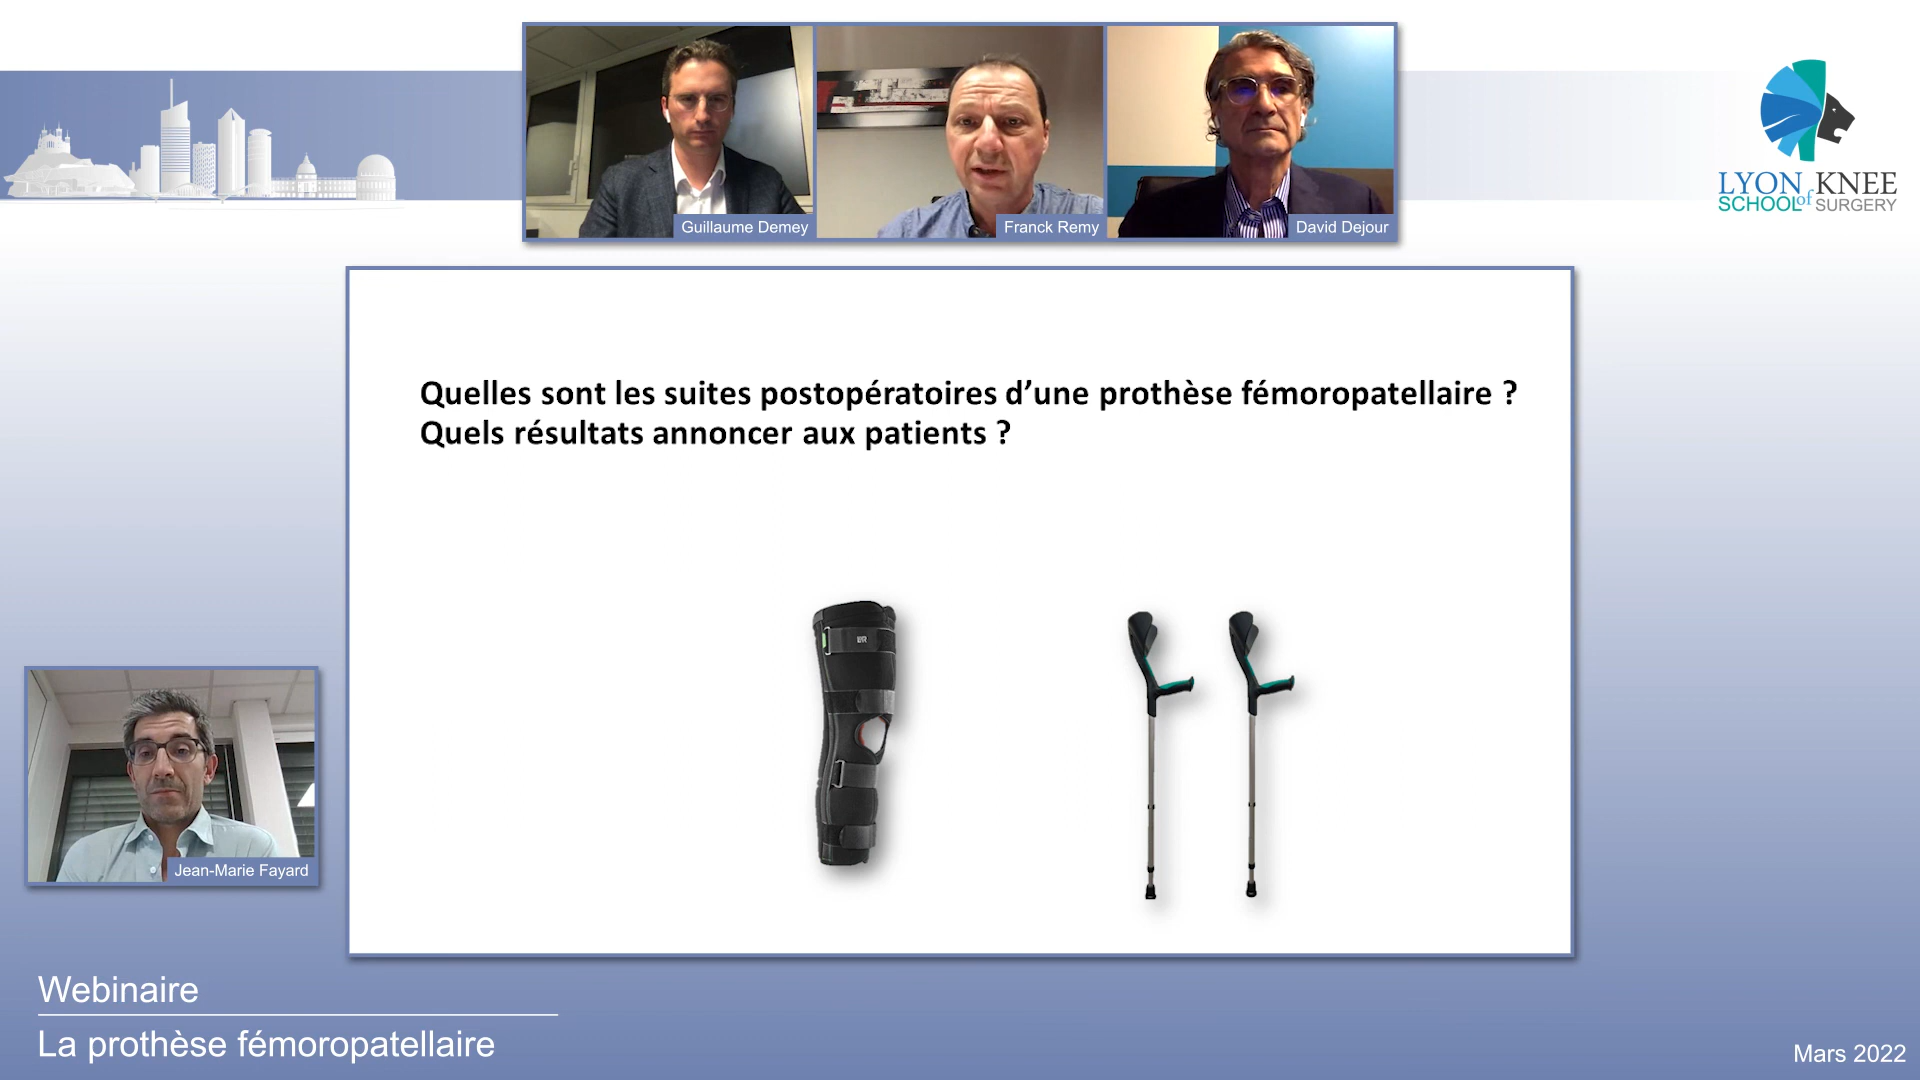 Guillaume Demey
Franck Remy
David Dejour
LYON KNEE
SCHOOL of SURGERY
Quelles sont les suites postopératoires d’une prothèse fémoropatellaire ?
Quels résultats annoncer aux patients ?
Jean-Marie Fayard
Webinaire
La prothèse fémoropatellaire
Mars 2022